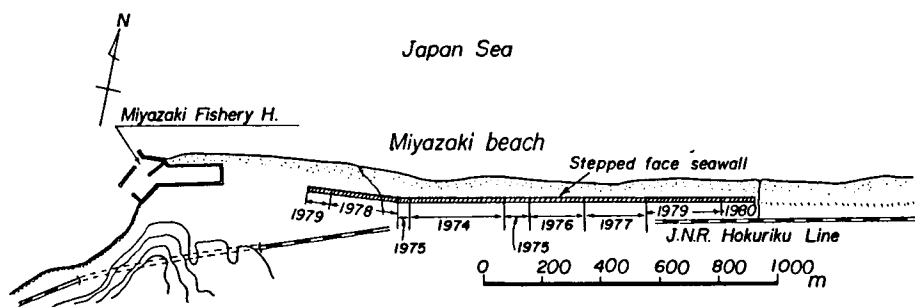 N
Japan Sea
Miyazaki Fishery H.
Miyazaki beach
Stepped face seawall
1979
1978
1975
1974
1975
1976
1977
1979
1980
J.N.R. Hokuriku Line
0 200 400 600 800 1000
m